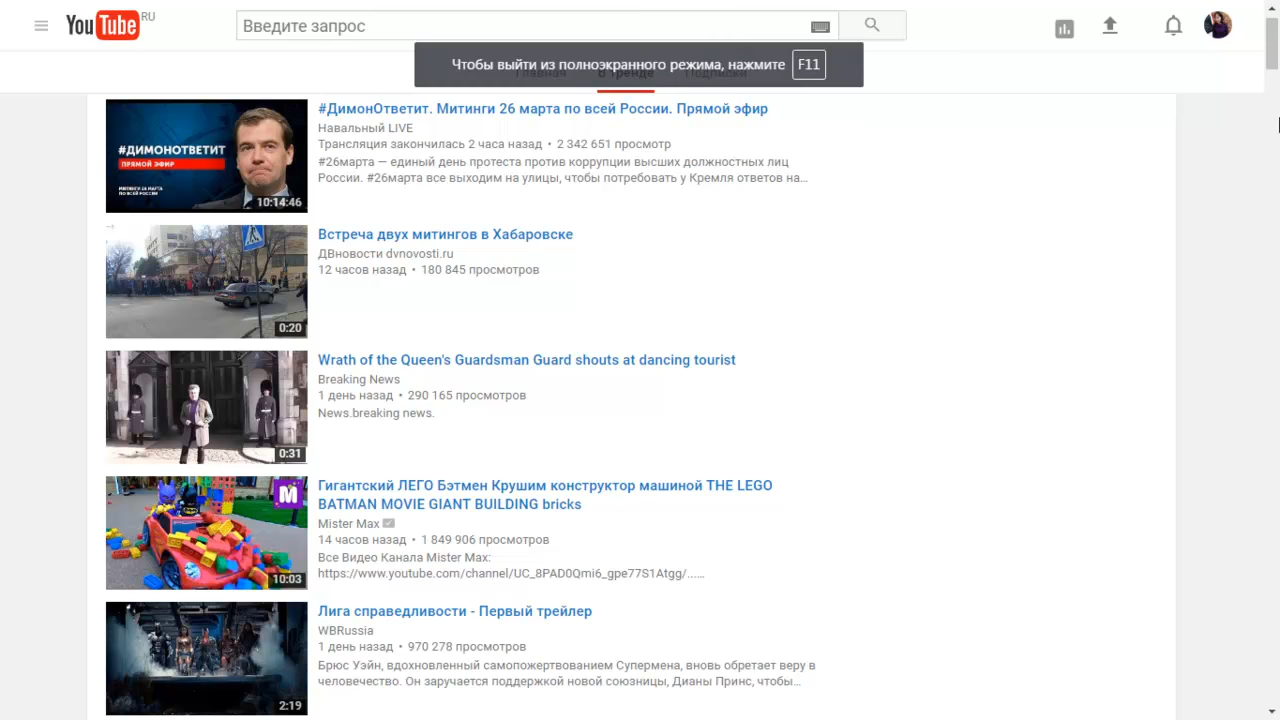 YouTube RU
Введите запрос
Чтобы выйти из полноэкранного режима, нажмите F11
#ДИМОНОТВЕТИТ
ПРЯМОЙ ЭФИР
МИТИНГИ 26 МАРТА
ПО ВСЕЙ РОССИИ
10:14:46
#ДимонОтветит. Митинги 26 марта по всей России. Прямой эфир
Навальный LIVE
Трансляция закончилась 2 часа назад • 2 342 651 просмотр
#26марта — единый день протеста против коррупции высших должностных лиц
России. #26марта все выходим на улицы, чтобы потребовать у Кремля ответов на...
0:20
Встреча двух митингов в Хабаровске
ДВновости dvnovosti.ru
12 часов назад • 180 845 просмотров
0:31
Wrath of the Queen's Guardsman Guard shouts at dancing tourist
Breaking News
1 день назад • 290 165 просмотров
News.breaking news.
M
10:03
Гигантский ЛЕГО Бэтмен Крушим конструктор машиной THE LEGO
BATMAN MOVIE GIANT BUILDING bricks
Mister Max
14 часов назад • 1 849 906 просмотров
Все Видео Канала Mister Max:
https://www.youtube.com/channel/UC_8PAD0Qmi6_gpe77S1Atgg/......
2:19
Лига справедливости - Первый трейлер
WBRussia
1 день назад • 970 278 просмотров
Брюс Уэйн, вдохновленный самопожертвованием Супермена, вновь обретает веру в
человечество. Он заручается поддержкой новой союзницы, Дианы Принс, чтобы...